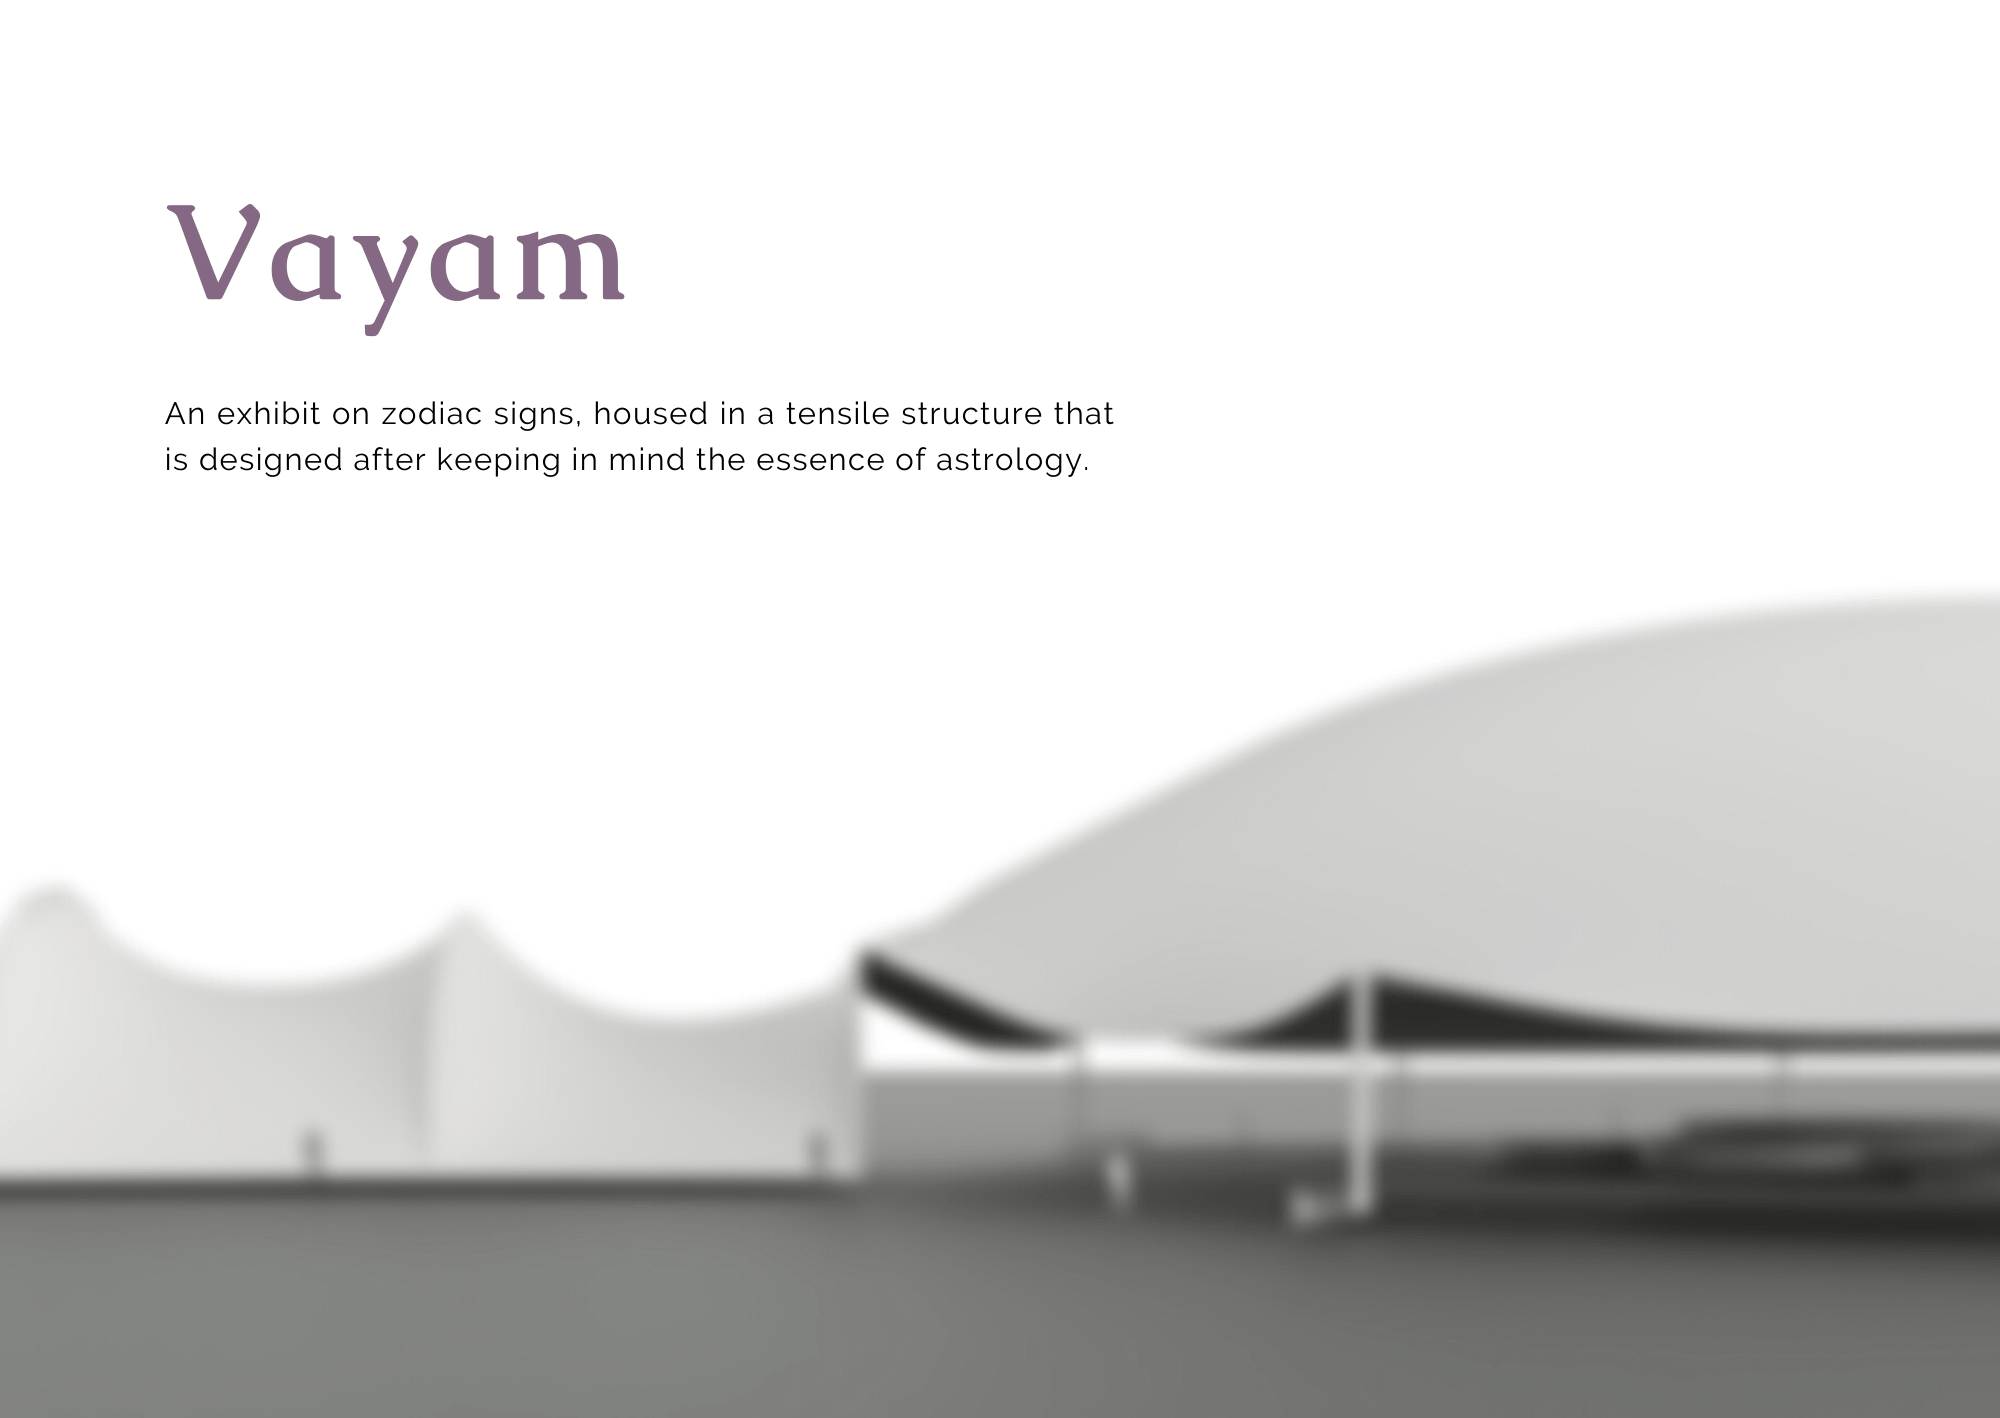 Vayam
An exhibit on zodiac signs, housed in a tensile structure that
is designed after keeping in mind the essence of astrology.